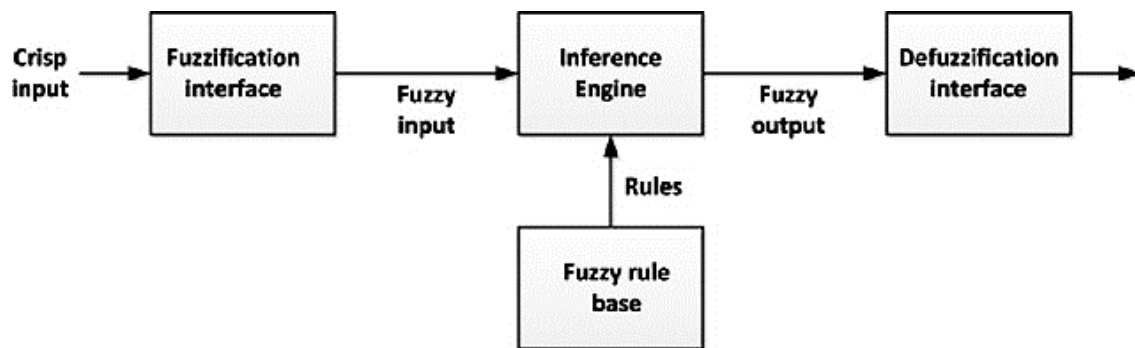 Crisp
input
Fuzzification
interface
Fuzzy
input
Inference
Engine
Fuzzy
output
Defuzzification
interface
Rules
Fuzzy rule
base